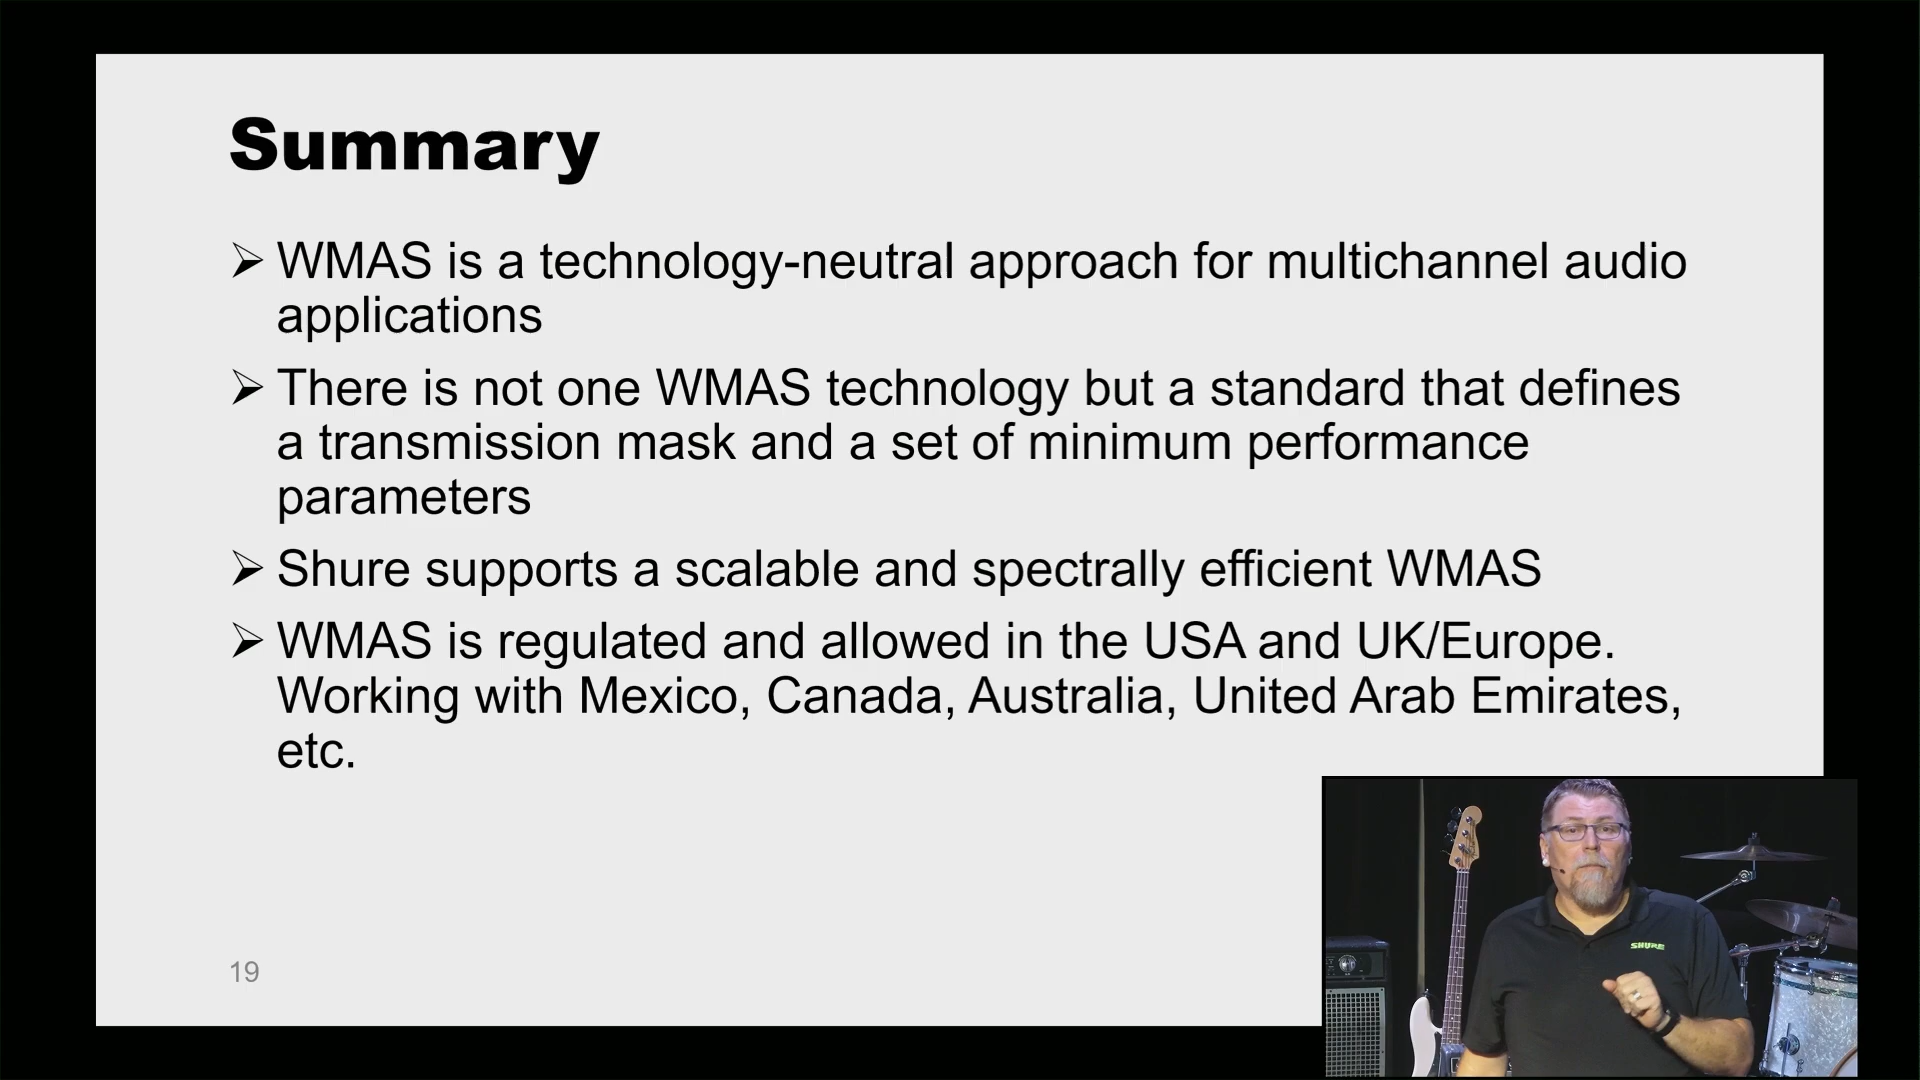 Summary
➢ WMAS is a technology-neutral approach for multichannel audio
applications
➢ There is not one WMAS technology but a standard that defines
a transmission mask and a set of minimum performance
parameters
➢ Shure supports a scalable and spectrally efficient WMAS
➢ WMAS is regulated and allowed in the USA and UK/Europe.
Working with Mexico, Canada, Australia, United Arab Emirates,
etc.
SHURE
19